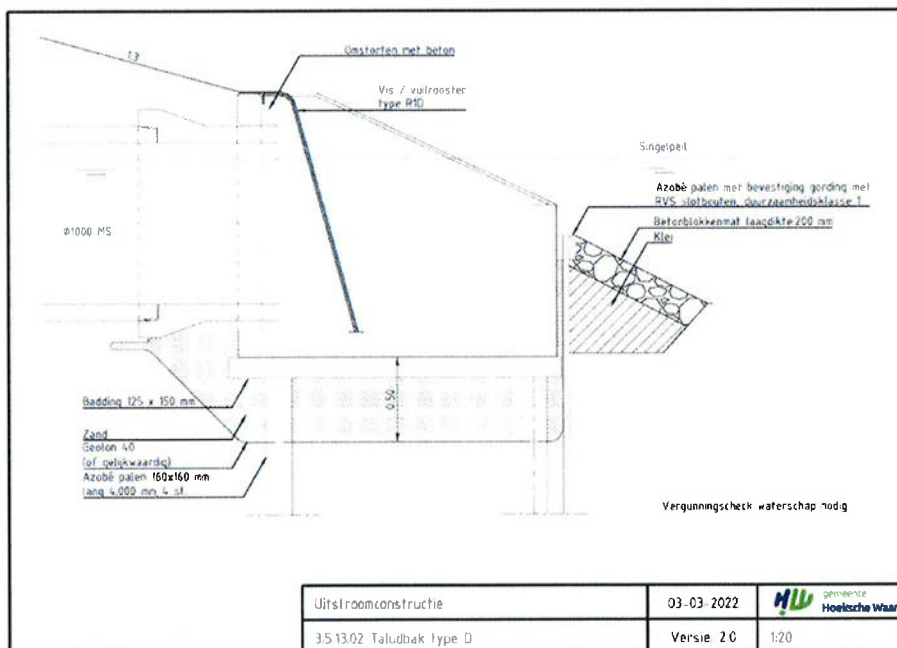 1:3
Omstorten met beton
Vis / vuilrooster
type R10
Singelpeil
Azobé palen met bevestiging gording met
RVS slotbouten, duurzaamheidsklasse 1
Betonblokkenmat laagdikte 200 mm
Klei
ø1000 MS
0.50
Badding 125 x 150 mm
Zand
Geolon 40
(of gelijkwaardig)
Azobé palen 160x160 mm
lang 4.000 mm, 4 st.
Vergunningscheck waterschap nodig
Uitstroomconstructie
03-03-2022
gemeente
Hoeksche Waar
3.5.13.02 Taludbak type D
Versie: 2.0
1:20